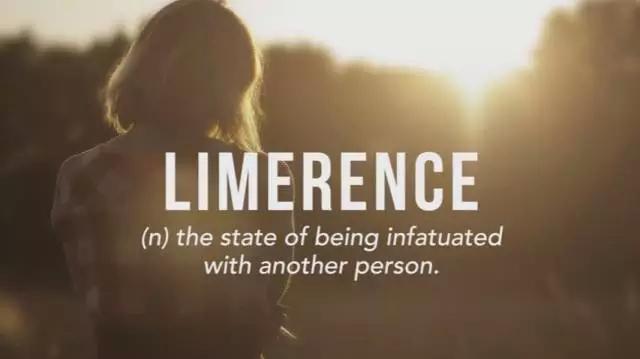 LIMERENCE
(n) the state of being infatuated
with another person.